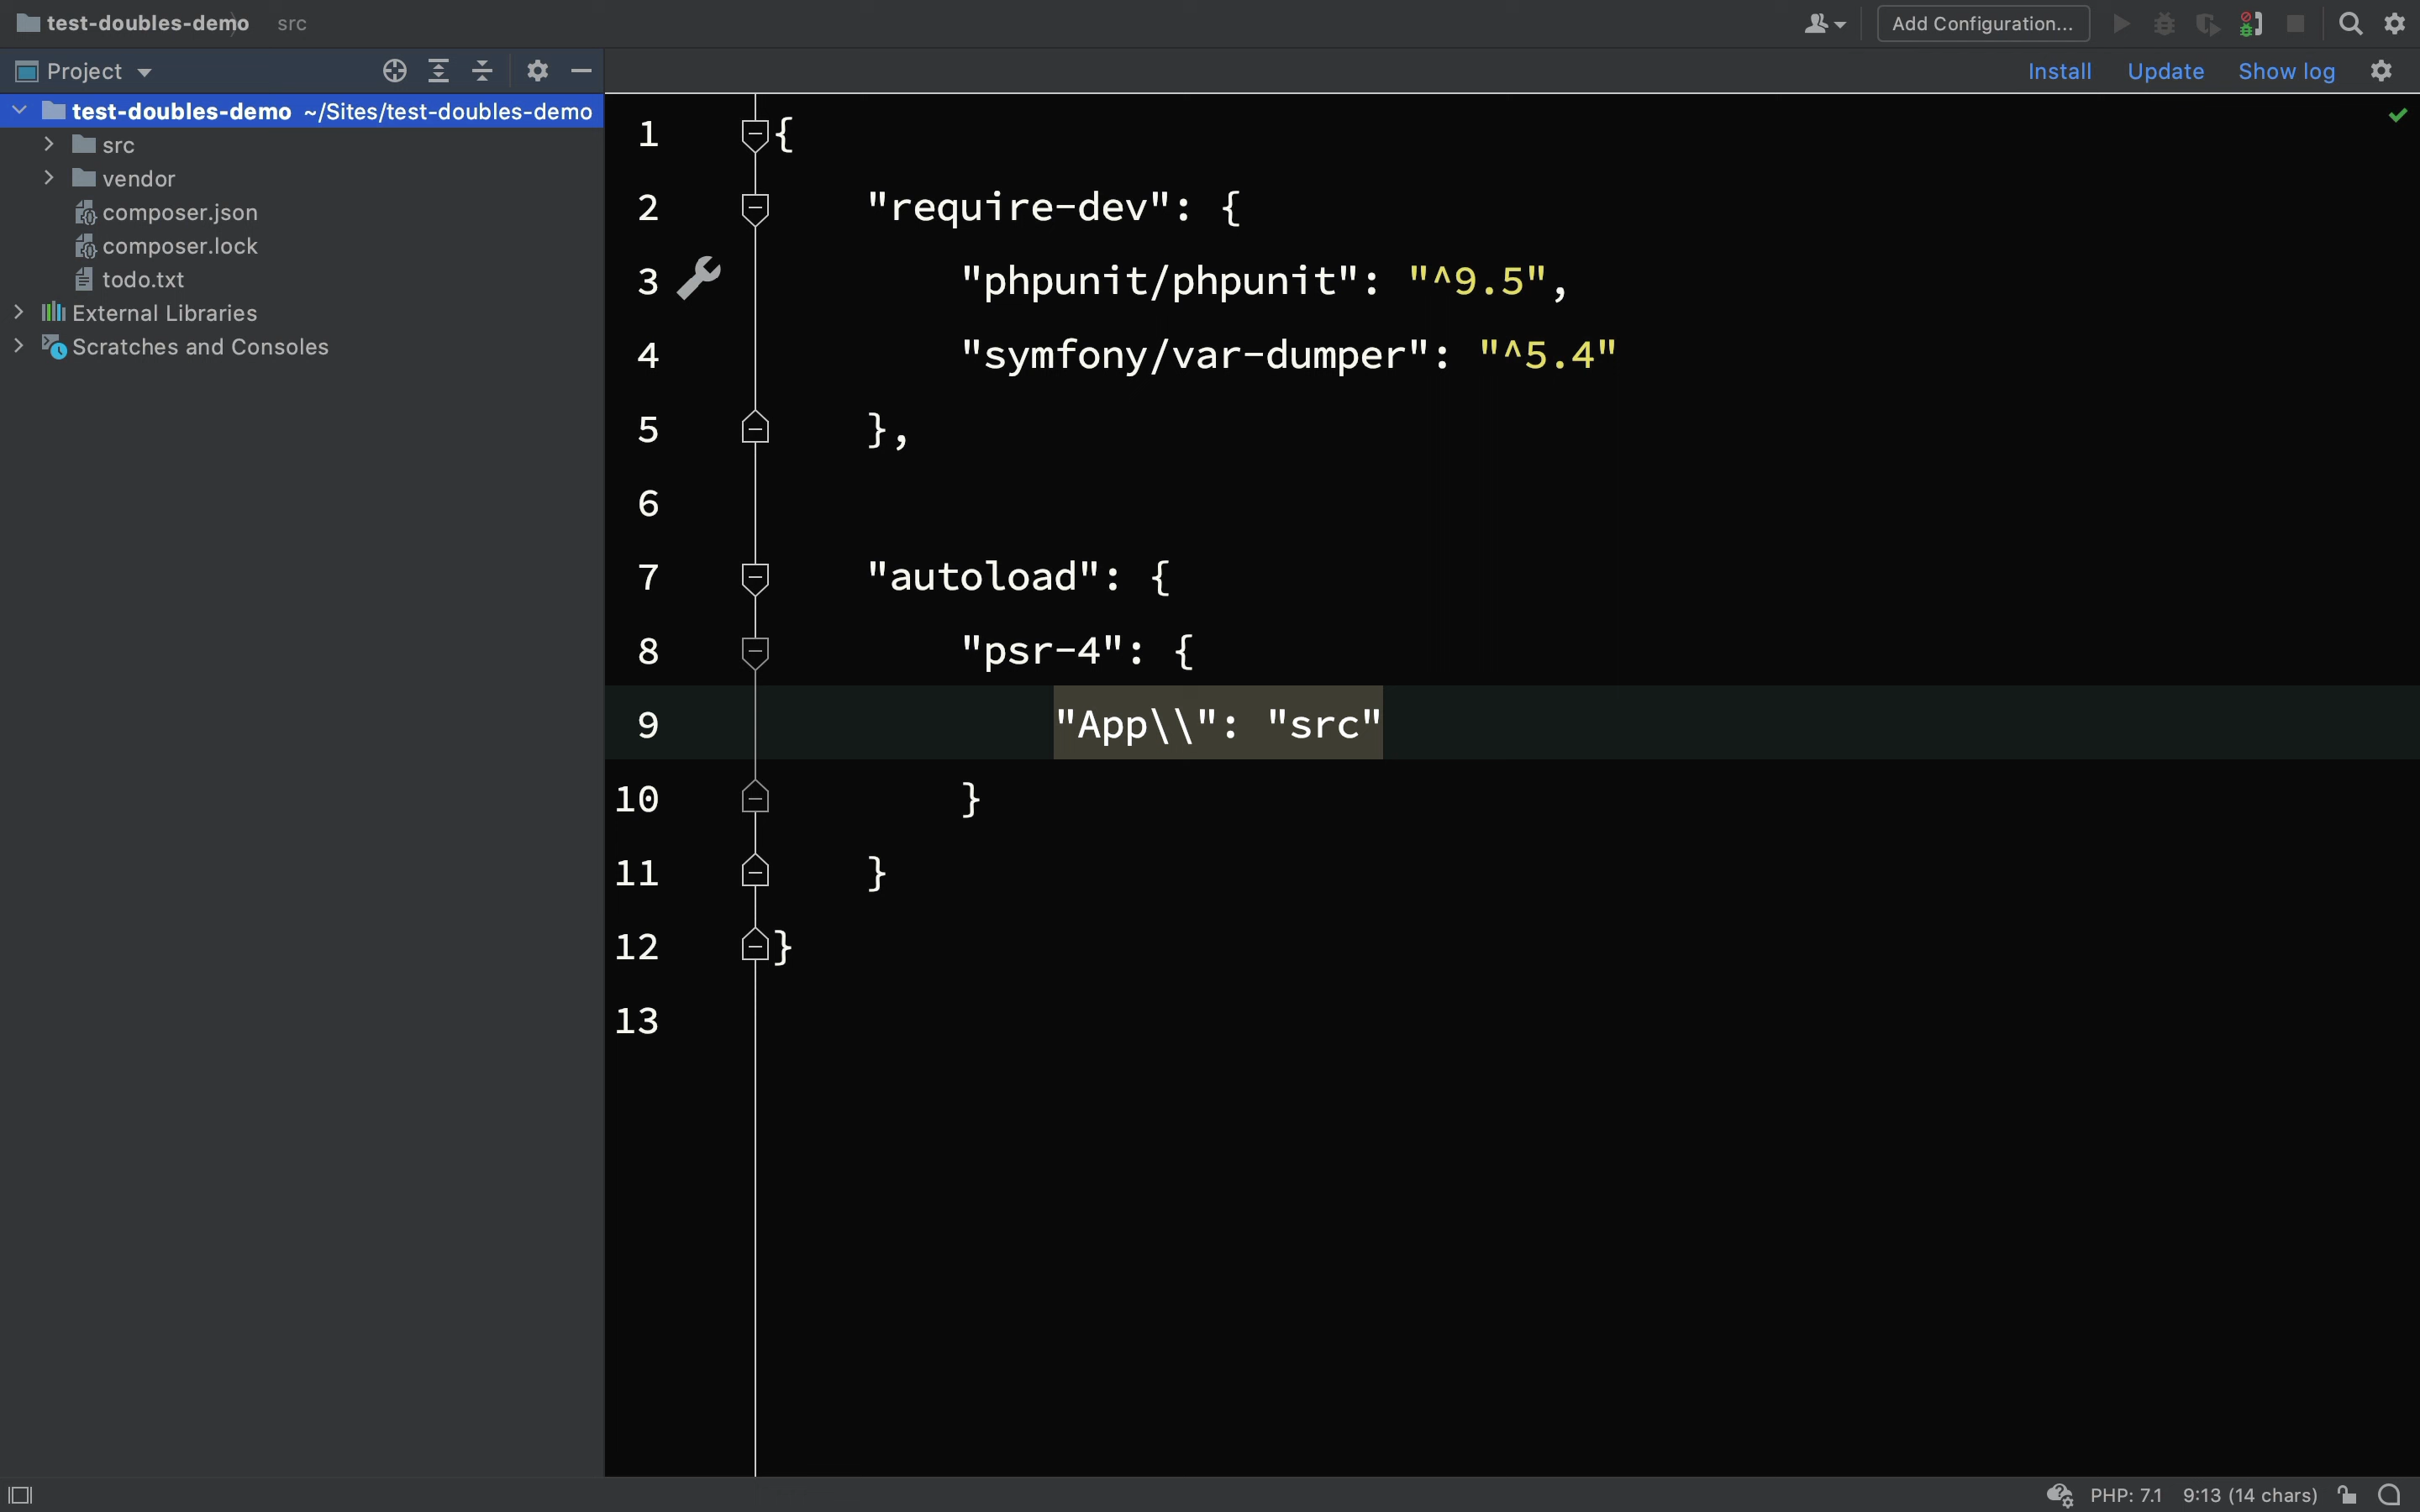 test-doubles-demo src
Add Configuration...
Project
Install Update Show log
test-doubles-demo ~/Sites/test-doubles-demo
src
vendor
composer.json
composer.lock
todo.txt
External Libraries
Scratches and Consoles
1 {
2 "require-dev": {
3 "phpunit/phpunit": "^9.5",
4 "symfony/var-dumper": "^5.4"
5 },
6
7 "autoload": {
8 "psr-4": {
9 "App\\": "src"
10 }
11 }
12 }
13
PHP: 7.1 9:13 (14 chars)